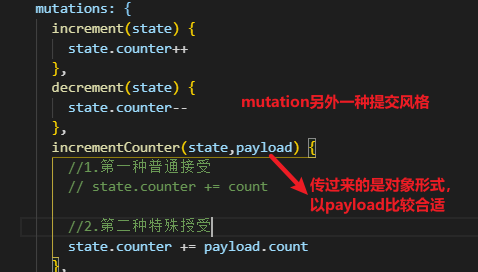 mutations: {
increment(state) {
state.counter++
},
decrement(state) {
state.counter--
},
mutation另外一种提交风格
incrementCounter(state,payload) {
//1.第一种普通接受
// state.counter += count
传过来的是对象形式，
以payload比较合适
//2.第二种特殊授受
state.counter += payload.count
},